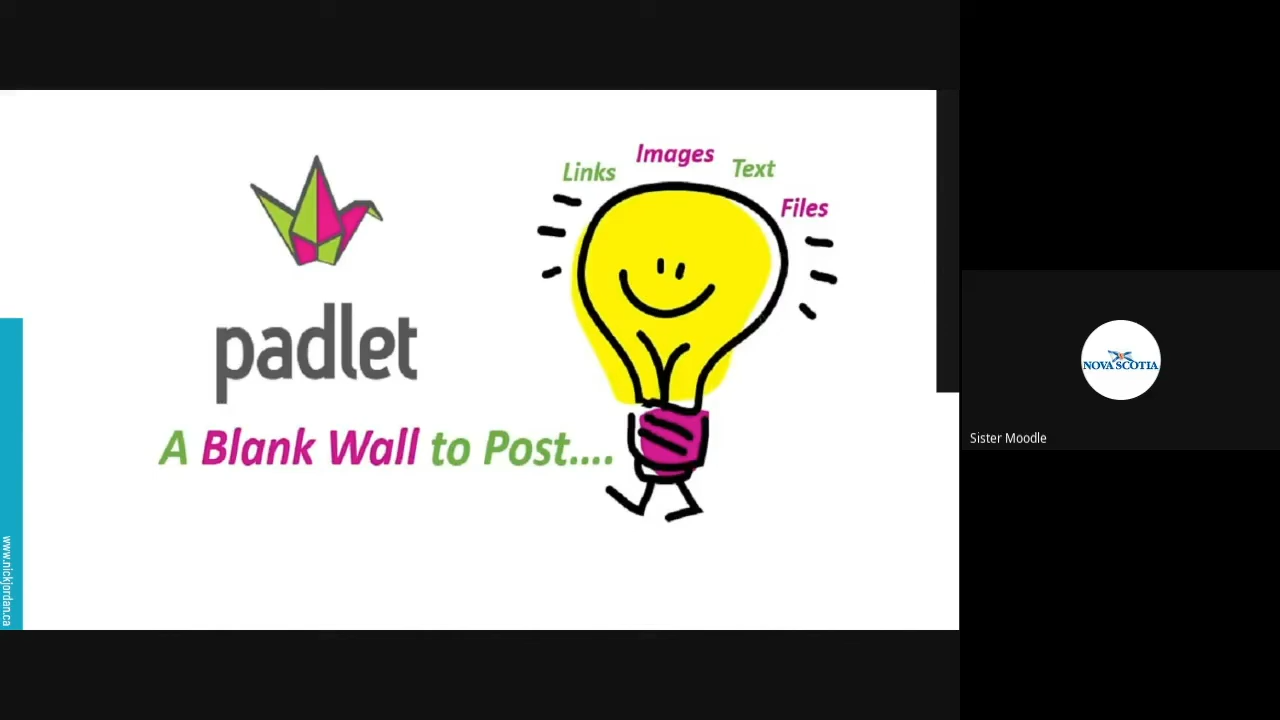 Links
Images
Text
Files
padlet
A Blank Wall to Post....
www.nickjordan.ca
NOVA SCOTIA
Sister Moodle